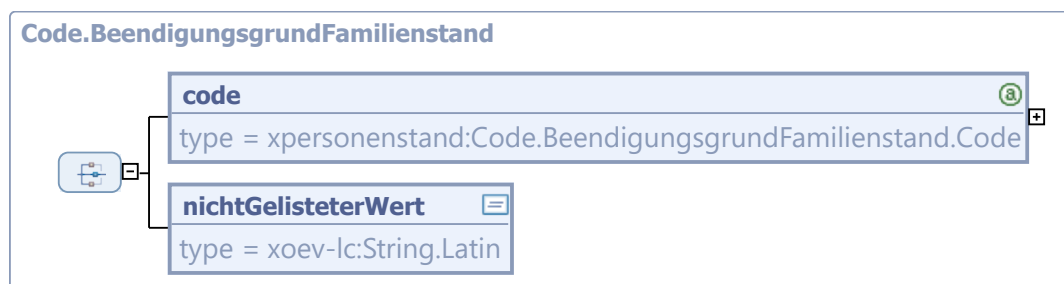 Code.BeendigungsgrundFamilienstand
code
type = xpersonenstand:Code.BeendigungsgrundFamilienstand.Code
nichtGelisteterWert
type = xoev-lc:String.Latin